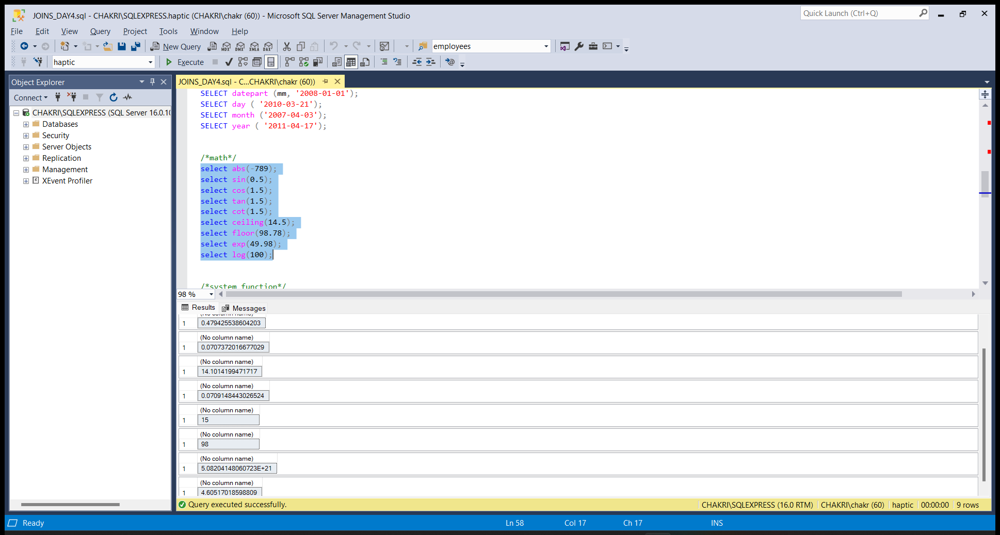 JOINS_DAY4.sql - CHAKRI\SQLEXPRESS.haptic (CHAKRI\chakr (60)) - Microsoft SQL Server Management Studio
Quick Launch (Ctrl+Q)
File Edit View Query Project Tools Window Help
New Query MDX DMX XMLA DAX employees
haptic Execute
Object Explorer
Connect
CHAKRI\SQLEXPRESS (SQL Server 16.0.10
Databases
Security
Server Objects
Replication
Management
XEvent Profiler
JOINS_DAY4.sql - C...CHAKRI\chakr (60))
SELECT datepart (mm, '2008-01-01');
SELECT day ( '2010-03-21');
SELECT month ('2007-04-03');
SELECT year ( '2011-04-17');
/*math*/
select abs(-789);
select sin(0.5);
select cos(1.5);
select tan(1.5);
select cot(1.5);
select ceiling(14.5);
select floor(98.78);
select exp(49.98);
select log(100);
/*system function*/
98 %
Results Messages
(No column name)
1 0.479425538604203
(No column name)
1 0.0707372016677029
(No column name)
1 14.1014199471717
(No column name)
1 0.0709148443026524
(No column name)
1 15
(No column name)
1 98
(No column name)
1 5.08204148060723E+21
(No column name)
1 4.60517018598809
Query executed successfully. CHAKRI\SQLEXPRESS (16.0 RTM) CHAKRI\chakr (60) haptic 00:00:00 9 rows
Ready Ln 58 Col 17 Ch 17 INS